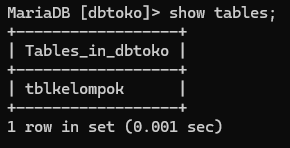 MariaDB [dbtoko]> show tables;
+------------------+
| Tables_in_dbtoko |
+------------------+
| tblkelompok      |
+------------------+
1 row in set (0.001 sec)